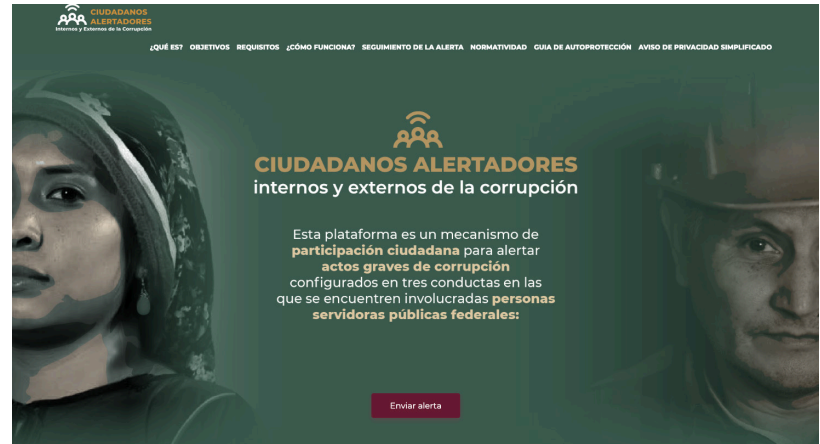 CIUDADANOS
ALERTADORES
Internos y Externos de la Corrupción
¿QUÉ ES? OBJETIVOS REQUISITOS ¿CÓMO FUNCIONA? SEGUIMIENTO DE LA ALERTA NORMATIVIDAD GUIA DE AUTOPROTECCIÓN AVISO DE PRIVACIDAD SIMPLIFICADO
CIUDADANOS ALERTADORES
internos y externos de la corrupción
Esta plataforma es un mecanismo de
participación ciudadana para alertar
actos graves de corrupción
configurados en tres conductas en las
que se encuentren involucradas personas
servidoras públicas federales:
Enviar alerta